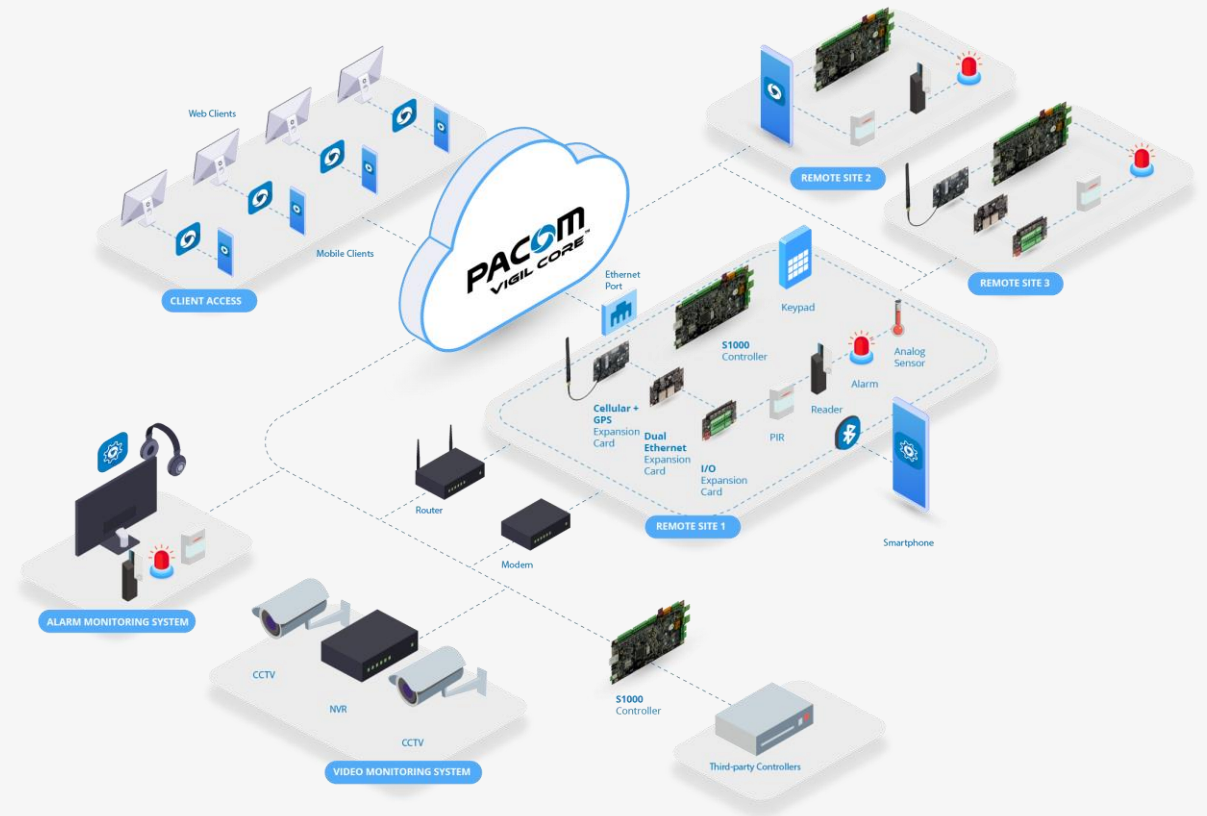 Web Clients
Mobile Clients
CLIENT ACCESS
PACOM
VIGIL CORE™
REMOTE SITE 2
REMOTE SITE 3
Ethernet
Port
Keypad
S1000
Controller
Analog
Sensor
Alarm
Reader
PIR
Cellular +
GPS
Expansion
Card
Dual
Ethernet
Expansion
Card
I/O
Expansion
Card
REMOTE SITE 1
Smartphone
Router
Modem
ALARM MONITORING SYSTEM
CCTV
NVR
CCTV
VIDEO MONITORING SYSTEM
S1000
Controller
Third-party Controllers